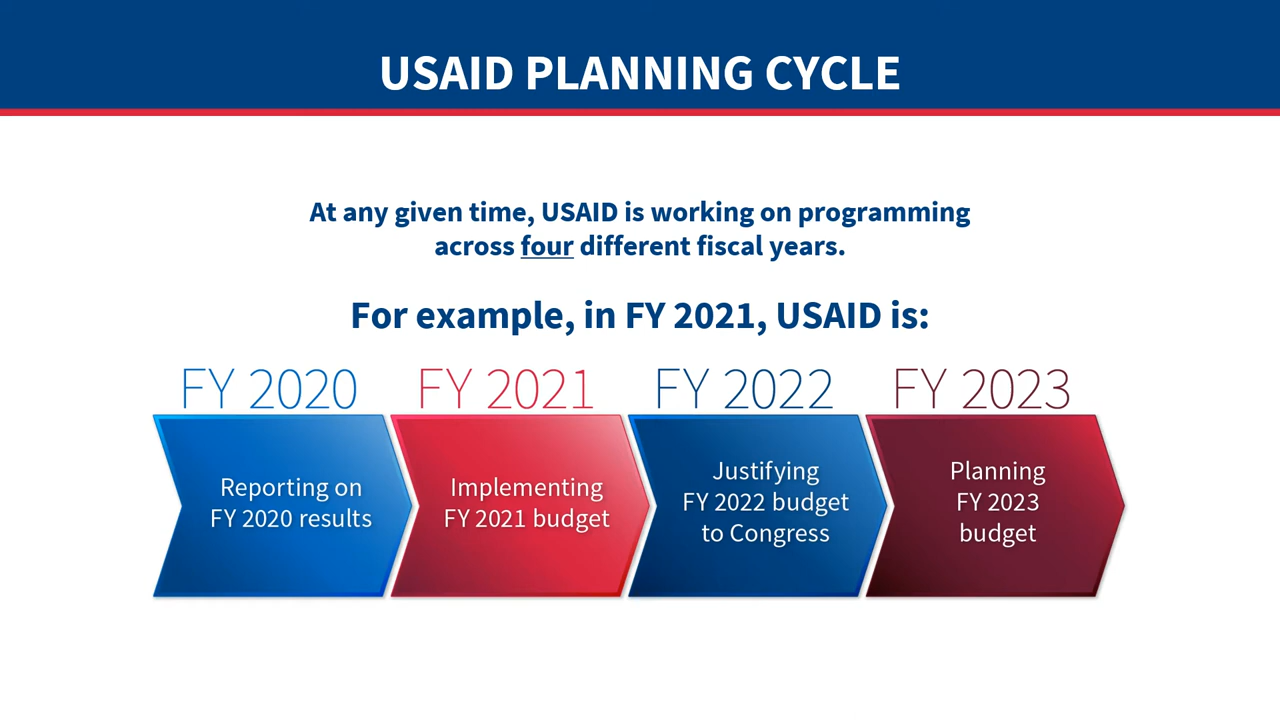 USAID PLANNING CYCLE
At any given time, USAID is working on programming
across four different fiscal years.
For example, in FY 2021, USAID is:
FY 2020
Reporting on
FY 2020 results
FY 2021
Implementing
FY 2021 budget
FY 2022
Justifying
FY 2022 budget
to Congress
FY 2023
Planning
FY 2023
budget